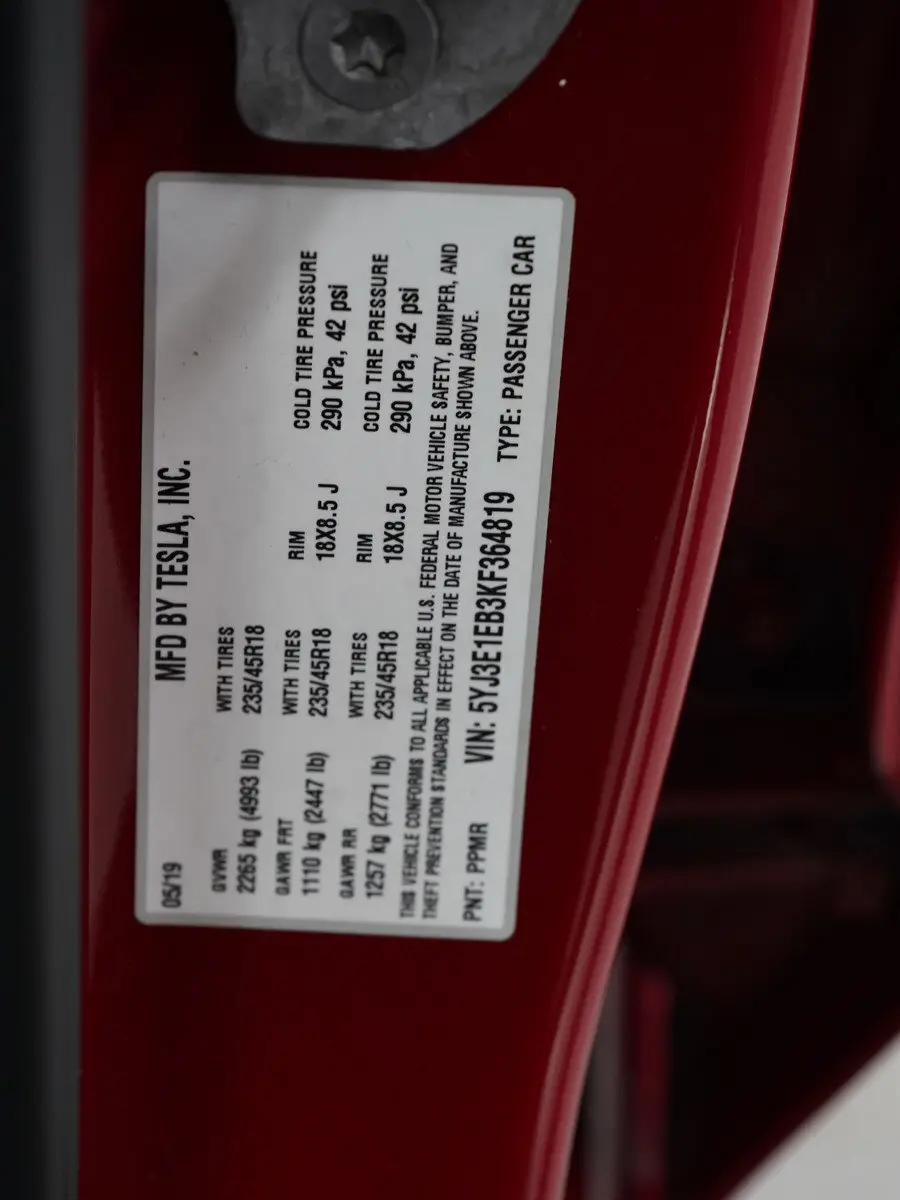 MFD BY TESLA, INC.
05/19
GVWR WITH TIRES
2265 kg (4993 lb) 235/45R18
GAWR FRT WITH TIRES RIM COLD TIRE PRESSURE
1110 kg (2447 lb) 235/45R18 18X8.5 J 290 kPa, 42 psi
GAWR RR WITH TIRES RIM COLD TIRE PRESSURE
1257 kg (2771 lb) 235/45R18 18X8.5 J 290 kPa, 42 psi
THIS VEHICLE CONFORMS TO ALL APPLICABLE U.S. FEDERAL MOTOR VEHICLE SAFETY, BUMPER, AND
THEFT PREVENTION STANDARDS IN EFFECT ON THE DATE OF MANUFACTURE SHOWN ABOVE.
PNT: PPMR VIN: 5YJ3E1EB3KF364819 TYPE: PASSENGER CAR